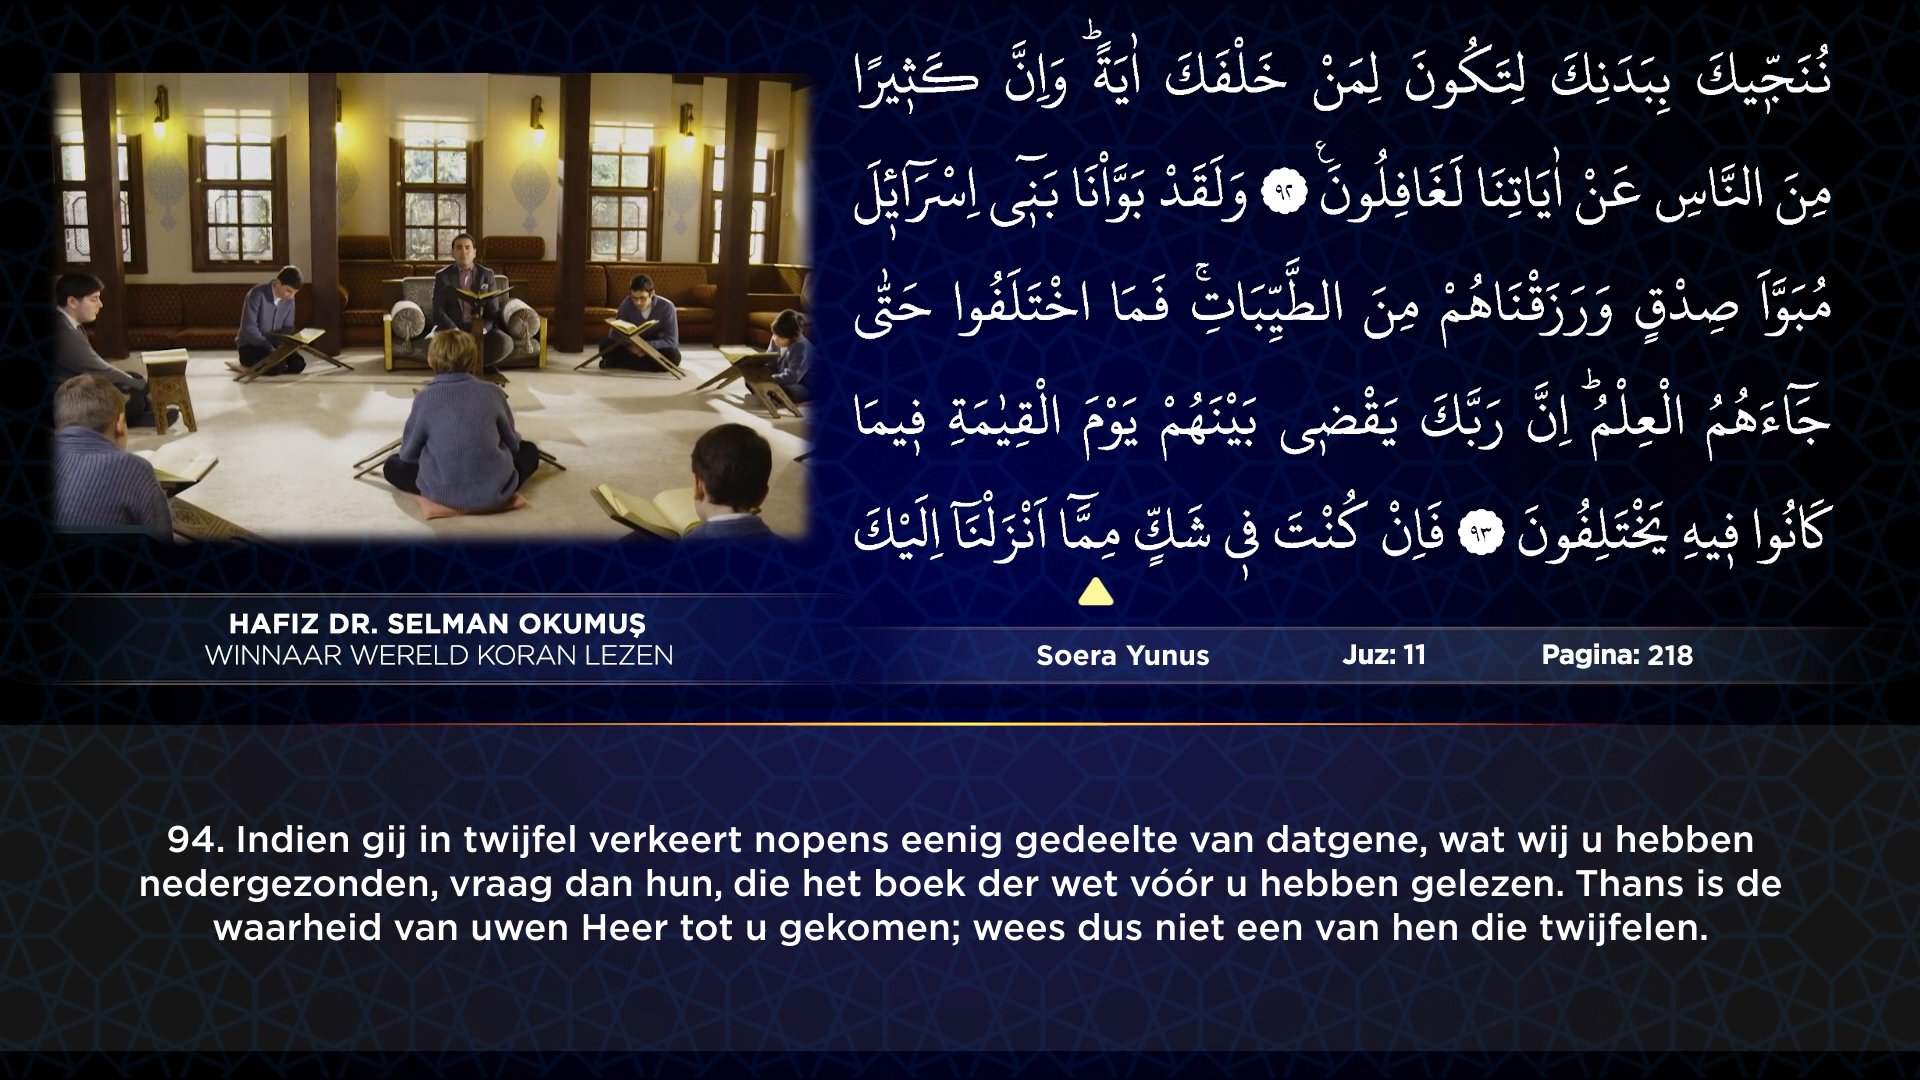 نُنَجّ۪يكَ بِبَدَنِكَ لِتَكُونَ لِمَنْ خَلْفَكَ اٰيَةًۜ وَاِنَّ كَث۪يرًا
مِنَ النَّاسِ عَنْ اٰيَاتِنَا لَغَافِلُونَ۟ ﴿٩٢﴾ وَلَقَدْ بَوَّأْنَا بَن۪ٓي اِسْرَٓائ۪لَ
مُبَوَّاَ صِدْقٍ وَرَزَقْنَاهُمْ مِنَ الطَّيِّبَاتِۚ فَمَا اخْتَلَفُوا حَتّٰى
جَٓاءَهُمُ الْعِلْمُۜ اِنَّ رَبَّكَ يَقْض۪ي بَيْنَهُمْ يَوْمَ الْقِيٰمَةِ ف۪يمَا
كَانُوا ف۪يهِ يَخْتَلِفُونَ ﴿٩٣﴾ فَاِنْ كُنْتَ ف۪ي شَكٍّ مِمَّٓا اَنْزَلْنَٓا اِلَيْكَ
HAFIZ DR. SELMAN OKUMUŞ
WINNAAR WERELD KORAN LEZEN
Soera Yunus Juz: 11 Pagina: 218
94. Indien gij in twijfel verkeert nopens eenig gedeelte van datgene, wat wij u hebben
nedergezonden, vraag dan hun, die het boek der wet vóór u hebben gelezen. Thans is de
waarheid van uwen Heer tot u gekomen; wees dus niet een van hen die twijfelen.